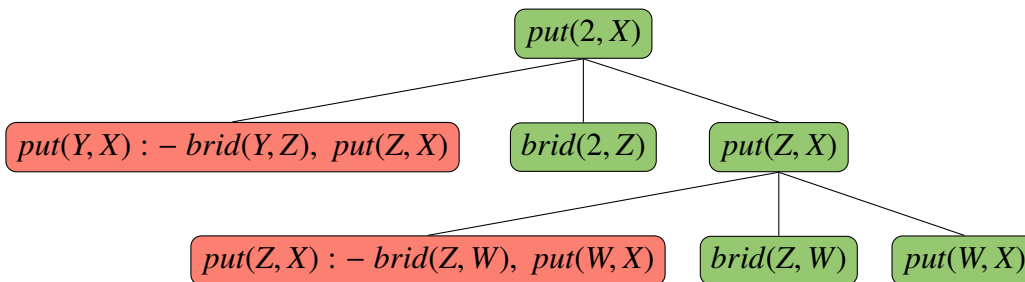 put(2, X)
put(Y, X) : − brid(Y, Z), put(Z, X)
brid(2, Z)
put(Z, X)
put(Z, X) : − brid(Z, W), put(W, X)
brid(Z, W)
put(W, X)